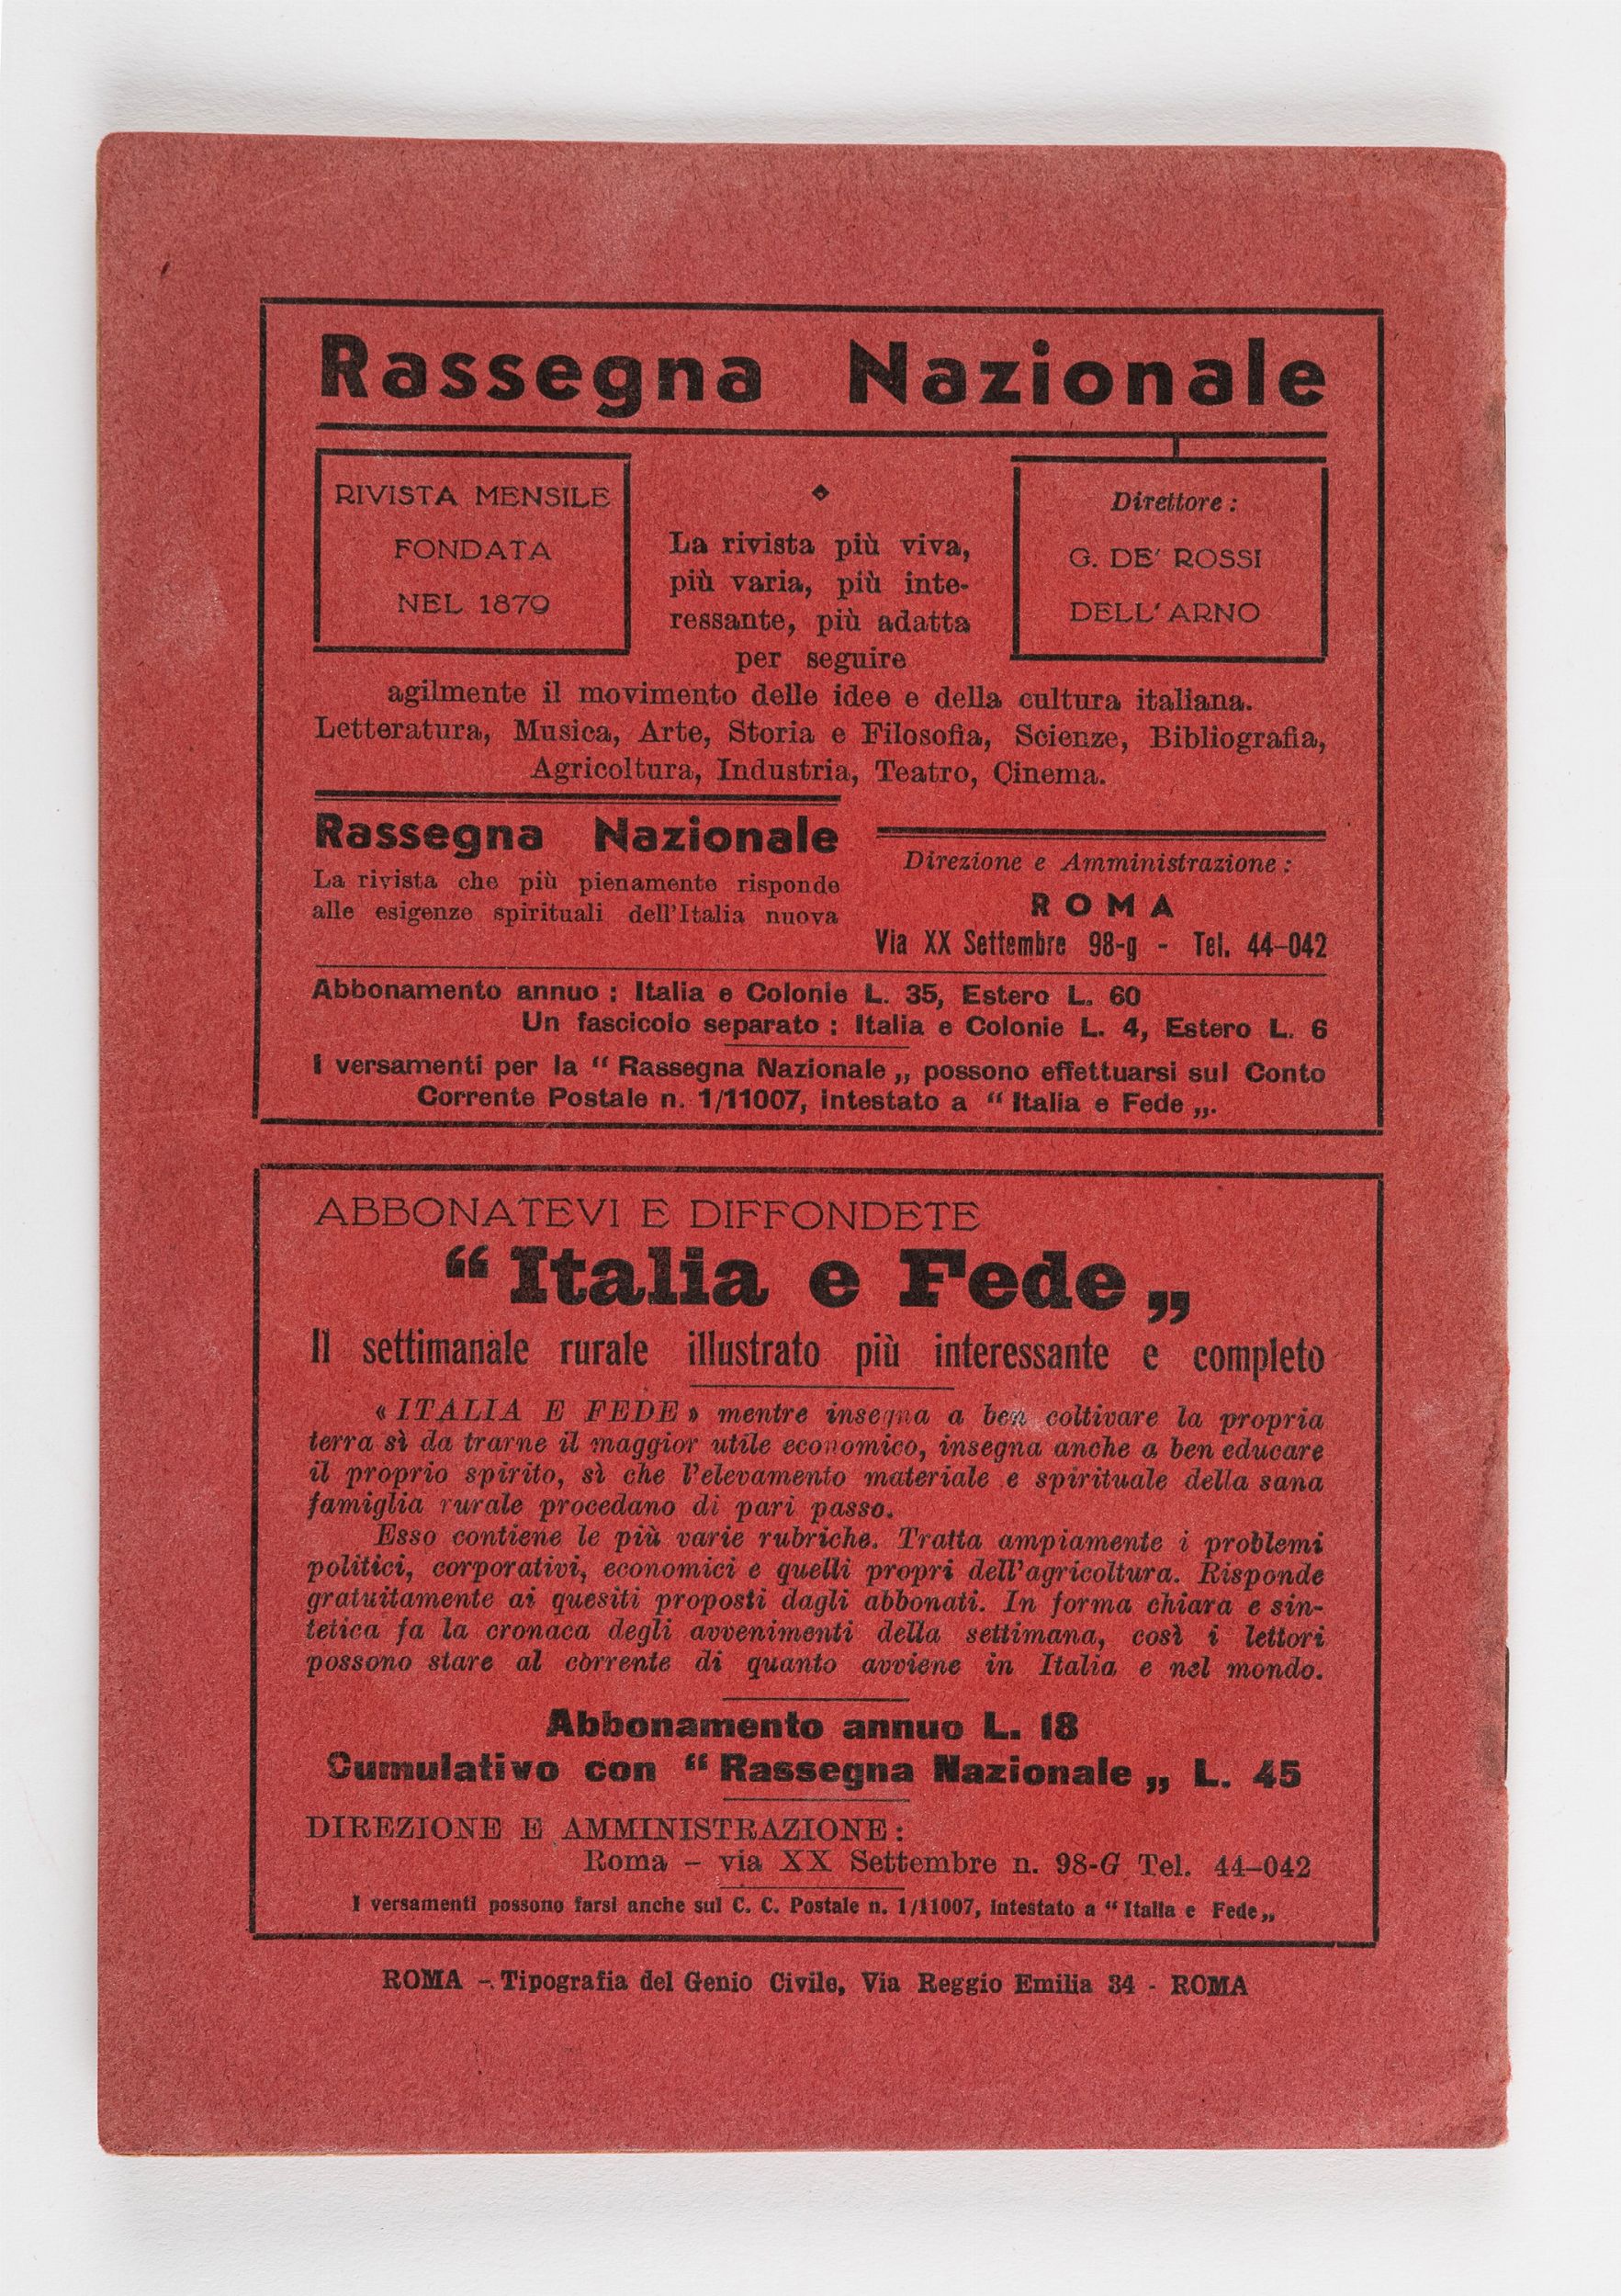 Rassegna Nazionale
RIVISTA MENSILE
FONDATA
NEL 1879
La rivista più viva,
più varia, più inte-
ressante, più adatta
per seguire
Direttore :
G. DE' ROSSI
DELL' ARNO
agilmente il movimento delle idee e della cultura italiana.
Letteratura, Musica, Arte, Storia e Filosofia, Scienze, Bibliografia,
Agricoltura, Industria, Teatro, Cinema.
Rassegna Nazionale
La rivista che più pienamente risponde
alle esigenze spirituali dell'Italia nuova
Direzione e Amministrazione :
ROMA
Via XX Settembre 98-g - Tel. 44-042
Abbonamento annuo : Italia e Colonie L. 35, Estero L. 60
Un fascicolo separato : Italia e Colonie L. 4, Estero L. 6
I versamenti per la “ Rassegna Nazionale „ possono effettuarsi sul Conto
Corrente Postale n. 1/11007, intestato a “ Italia e Fede „.
ABBONATEVI E DIFFONDETE
“ Italia e Fede „
Il settimanale rurale illustrato più interessante e completo
« ITALIA E FEDE » mentre insegna a ben coltivare la propria
terra sì da trarne il maggior utile economico, insegna anche a ben educare
il proprio spirito, sì che l'elevamento materiale e spirituale della sana
famiglia rurale procedano di pari passo.
Esso contiene le più varie rubriche. Tratta ampiamente i problemi
politici, corporativi, economici e quelli propri dell'agricoltura. Risponde
gratuitamente ai quesiti proposti dagli abbonati. In forma chiara e sin-
tetica fa la cronaca degli avvenimenti della settimana, così i lettori
possono stare al corrente di quanto avviene in Italia e nel mondo.
Abbonamento annuo L. 18
Cumulativo con “ Rassegna Nazionale „ L. 45
DIREZIONE E AMMINISTRAZIONE :
Roma - via XX Settembre n. 98-G Tel. 44-042
I versamenti possono farsi anche sul C. C. Postale n. 1/11007, intestato a “ Italia e Fede „
ROMA - Tipografia del Genio Civile, Via Reggio Emilia 34 - ROMA